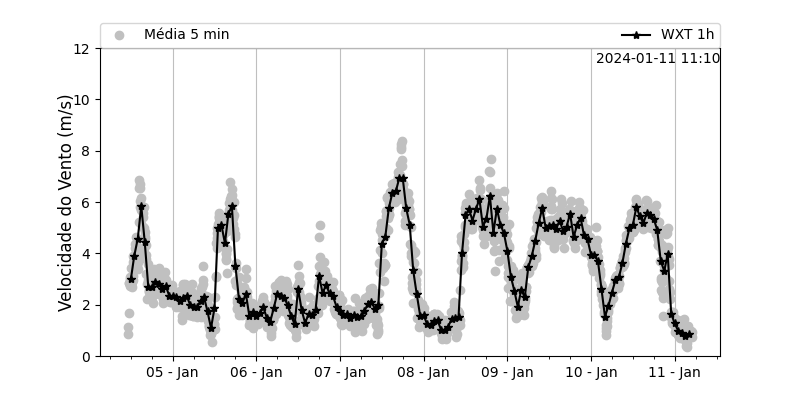 Média 5 min
WXT 1h
2024-01-11 11:10
Velocidade do Vento (m/s)
12
10
8
6
4
2
0
05 - Jan
06 - Jan
07 - Jan
08 - Jan
09 - Jan
10 - Jan
11 - Jan